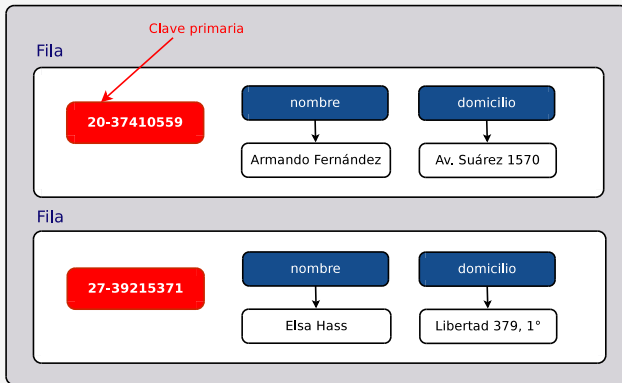 Clave primaria
Fila
20-37410559
nombre
domicilio
Armando Fernández
Av. Suárez 1570
Fila
27-39215371
nombre
domicilio
Elsa Hass
Libertad 379, 1°